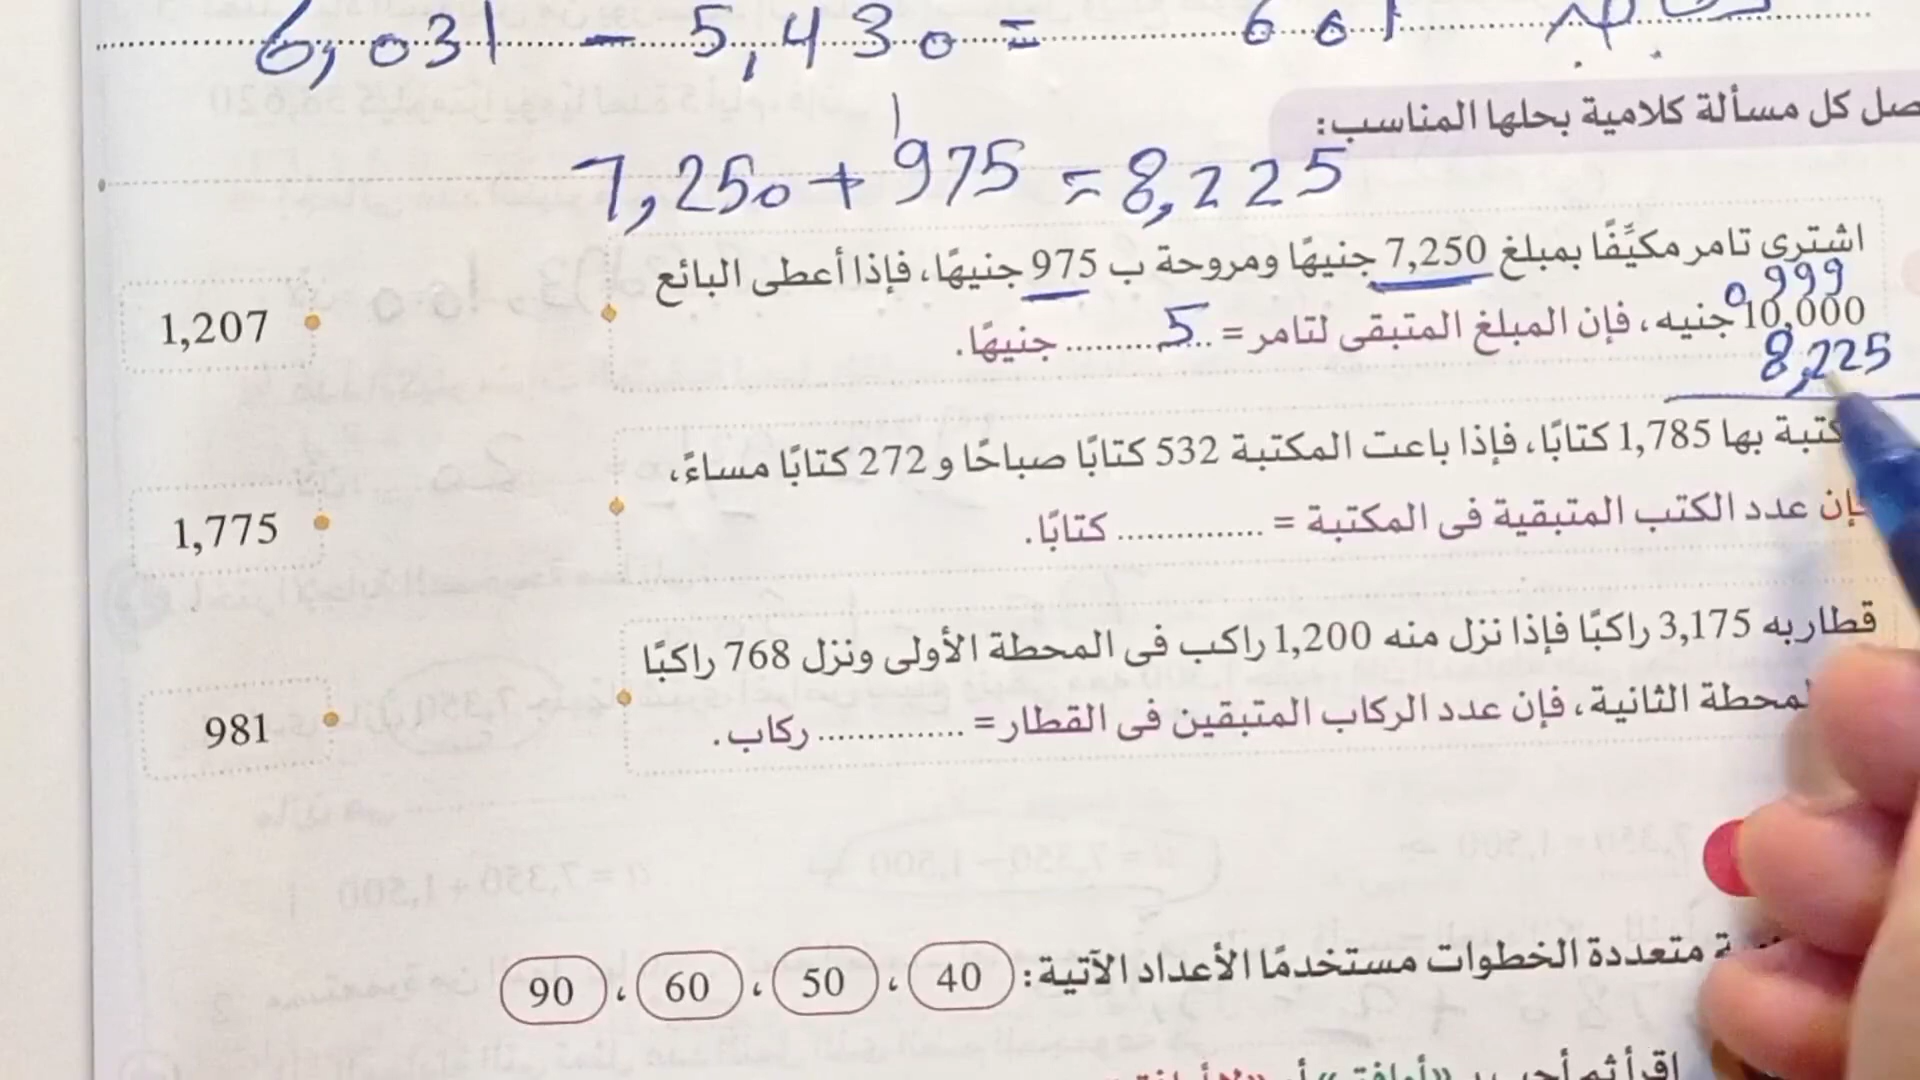 6,031 - 5,430 = 601
صل كل مسألة كلامية بحلها المناسب:
7,250 + 975 = 8,225
1
اشترى تامر مكيِّفًا بمبلغ 7,250 جنيهًا ومروحة ب 975 جنيهًا، فإذا أعطى البائع
0 999
10,000 جنيه، فإن المبلغ المتبقى لتامر = .....5..... جنيهًا.
8,225
1,207
بها 1,785 كتابًا، فإذا باعت المكتبة 532 كتابًا صباحًا و 272 كتابًا مساءً،
عدد الكتب المتبقية فى المكتبة = .............. كتابًا.
1,775
قطار به 3,175 راكبًا فإذا نزل منه 1,200 راكب فى المحطة الأولى ونزل 768 راكبًا
المحطة الثانية، فإن عدد الركاب المتبقين فى القطار = .............. ركاب.
981
متعددة الخطوات مستخدمًا الأعداد الآتية: 40 ، 50 ، 60 ، 90